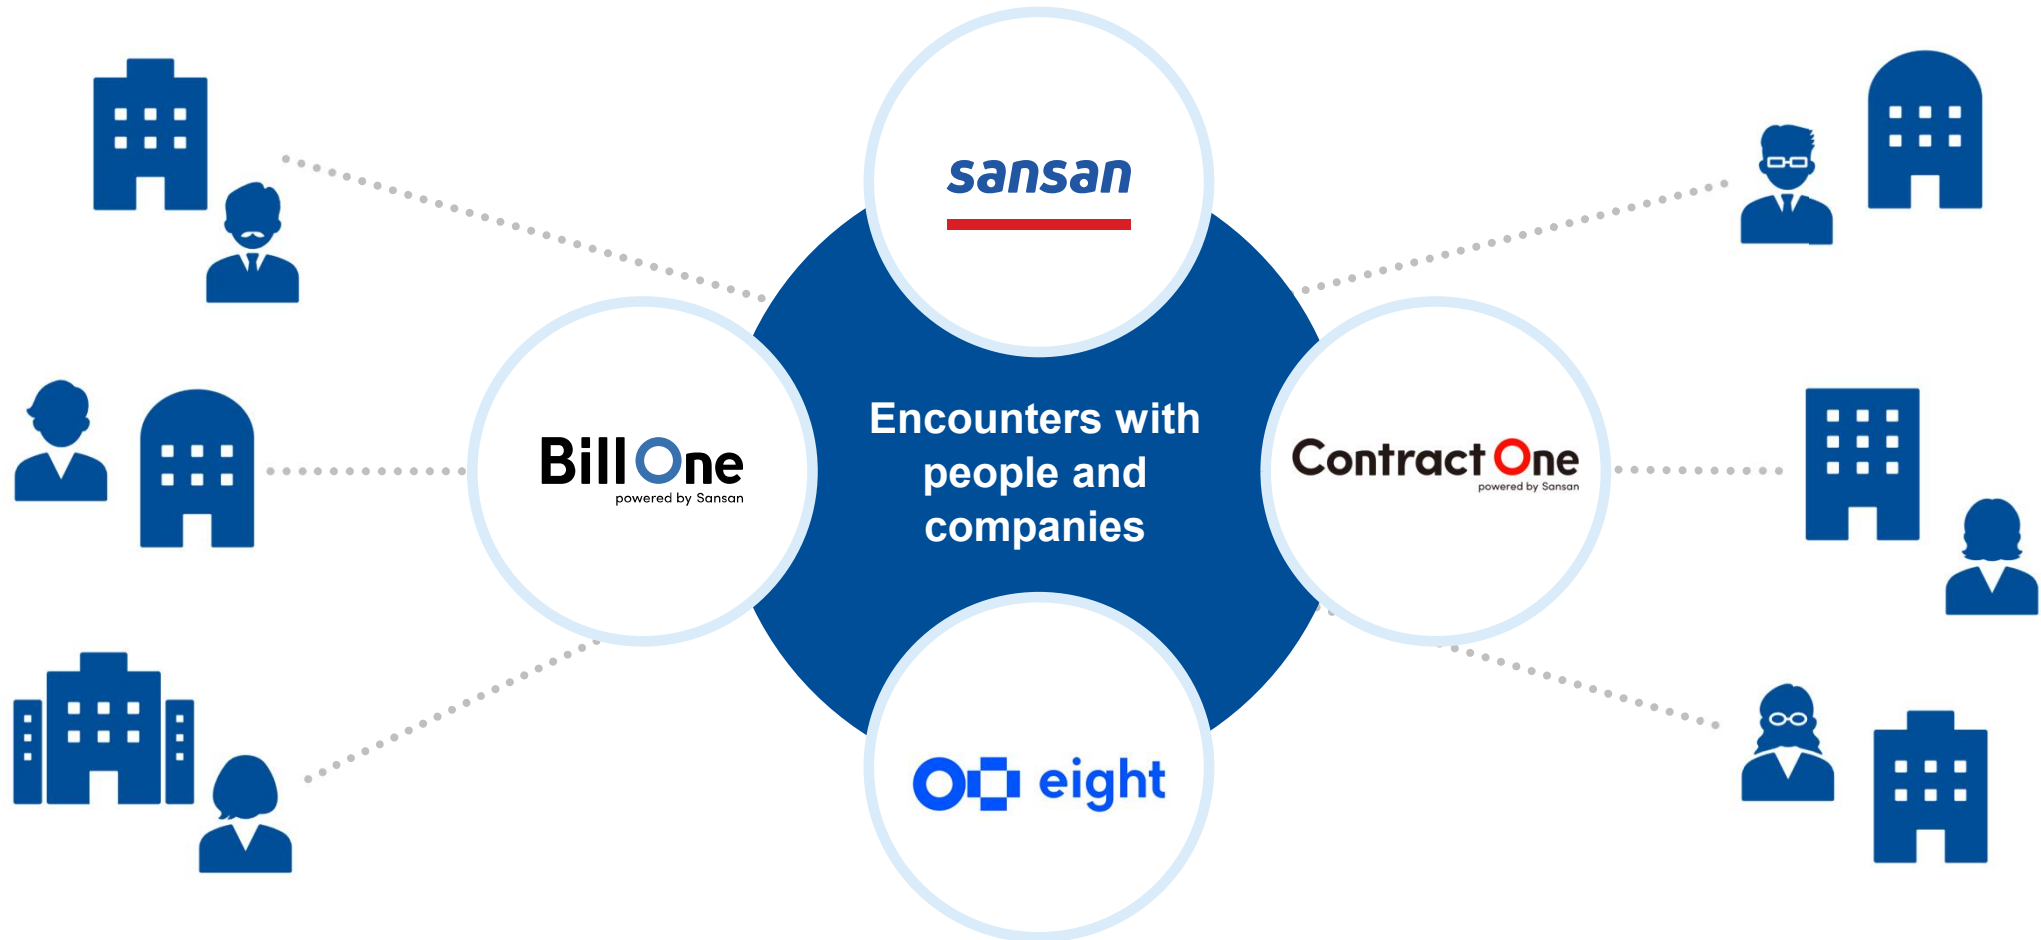 sansan
Bill One
powered by Sansan
Encounters with
people and
companies
Contract One
powered by Sansan
eight